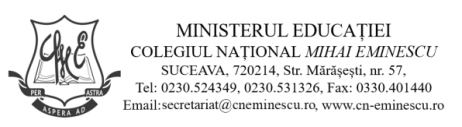 MINISTERUL EDUCAȚIEI
COLEGIUL NAȚIONAL MIHAI EMINESCU
SUCEAVA, 720214, Str. Mărășești, nr. 57,
Tel: 0230.524349, 0230.531326, Fax: 0330.401440
Email:secretariat@cneminescu.ro, www.cn-eminescu.ro
CNME
PER ASTRA
ASPERA AD